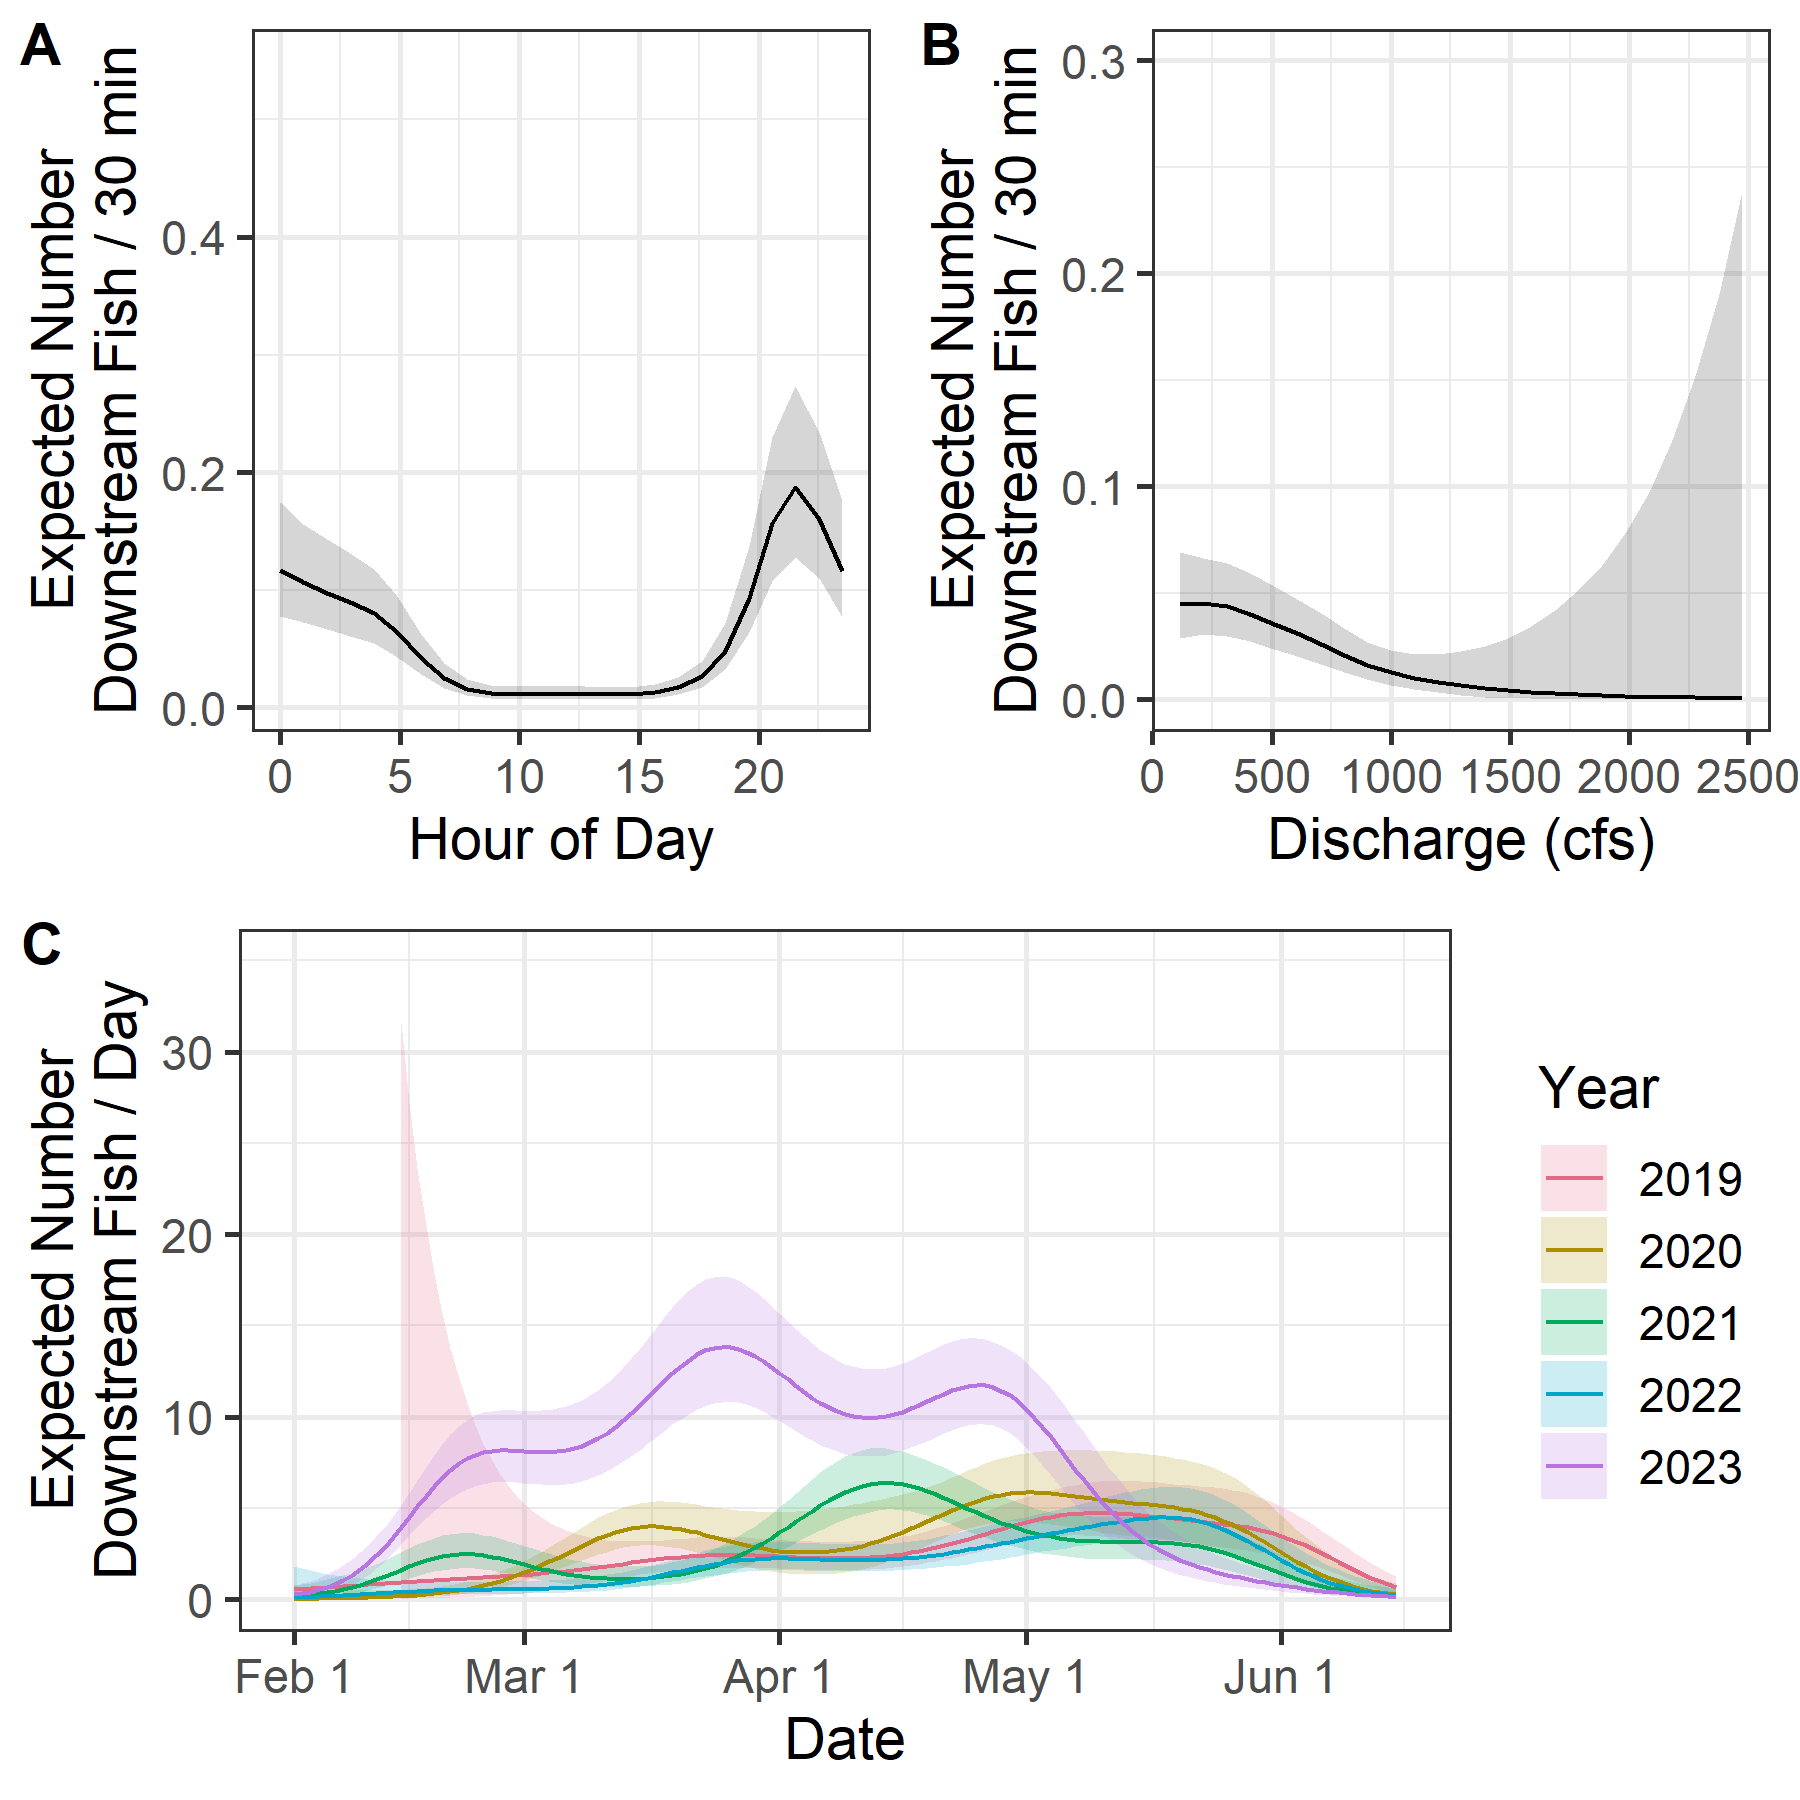 A
Expected Number
Downstream Fish / 30 min
0.4
0.2
0.0
0 5 10 15 20
Hour of Day
B
Expected Number
Downstream Fish / 30 min
0.3
0.2
0.1
0.0
0 500 1000 1500 2000 2500
Discharge (cfs)
C
Expected Number
Downstream Fish / Day
30
20
10
0
Feb 1 Mar 1 Apr 1 May 1 Jun 1
Date
Year
2019
2020
2021
2022
2023